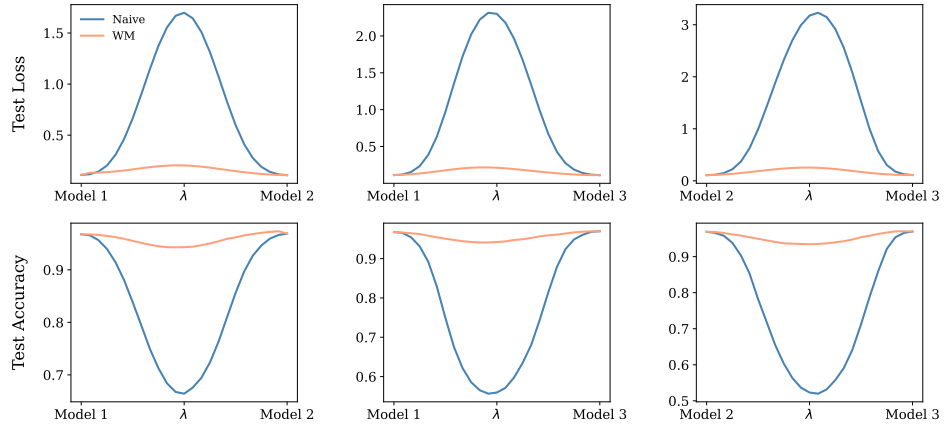 Test Loss
Naive
WM
1.5
1.0
0.5
Model 1 λ Model 2
2.0
1.5
1.0
0.5
Model 1 λ Model 3
3
2
1
0
Model 2 λ Model 3
Test Accuracy
0.9
0.8
0.7
Model 1 λ Model 2
0.9
0.8
0.7
0.6
Model 1 λ Model 3
0.9
0.8
0.7
0.6
0.5
Model 2 λ Model 3